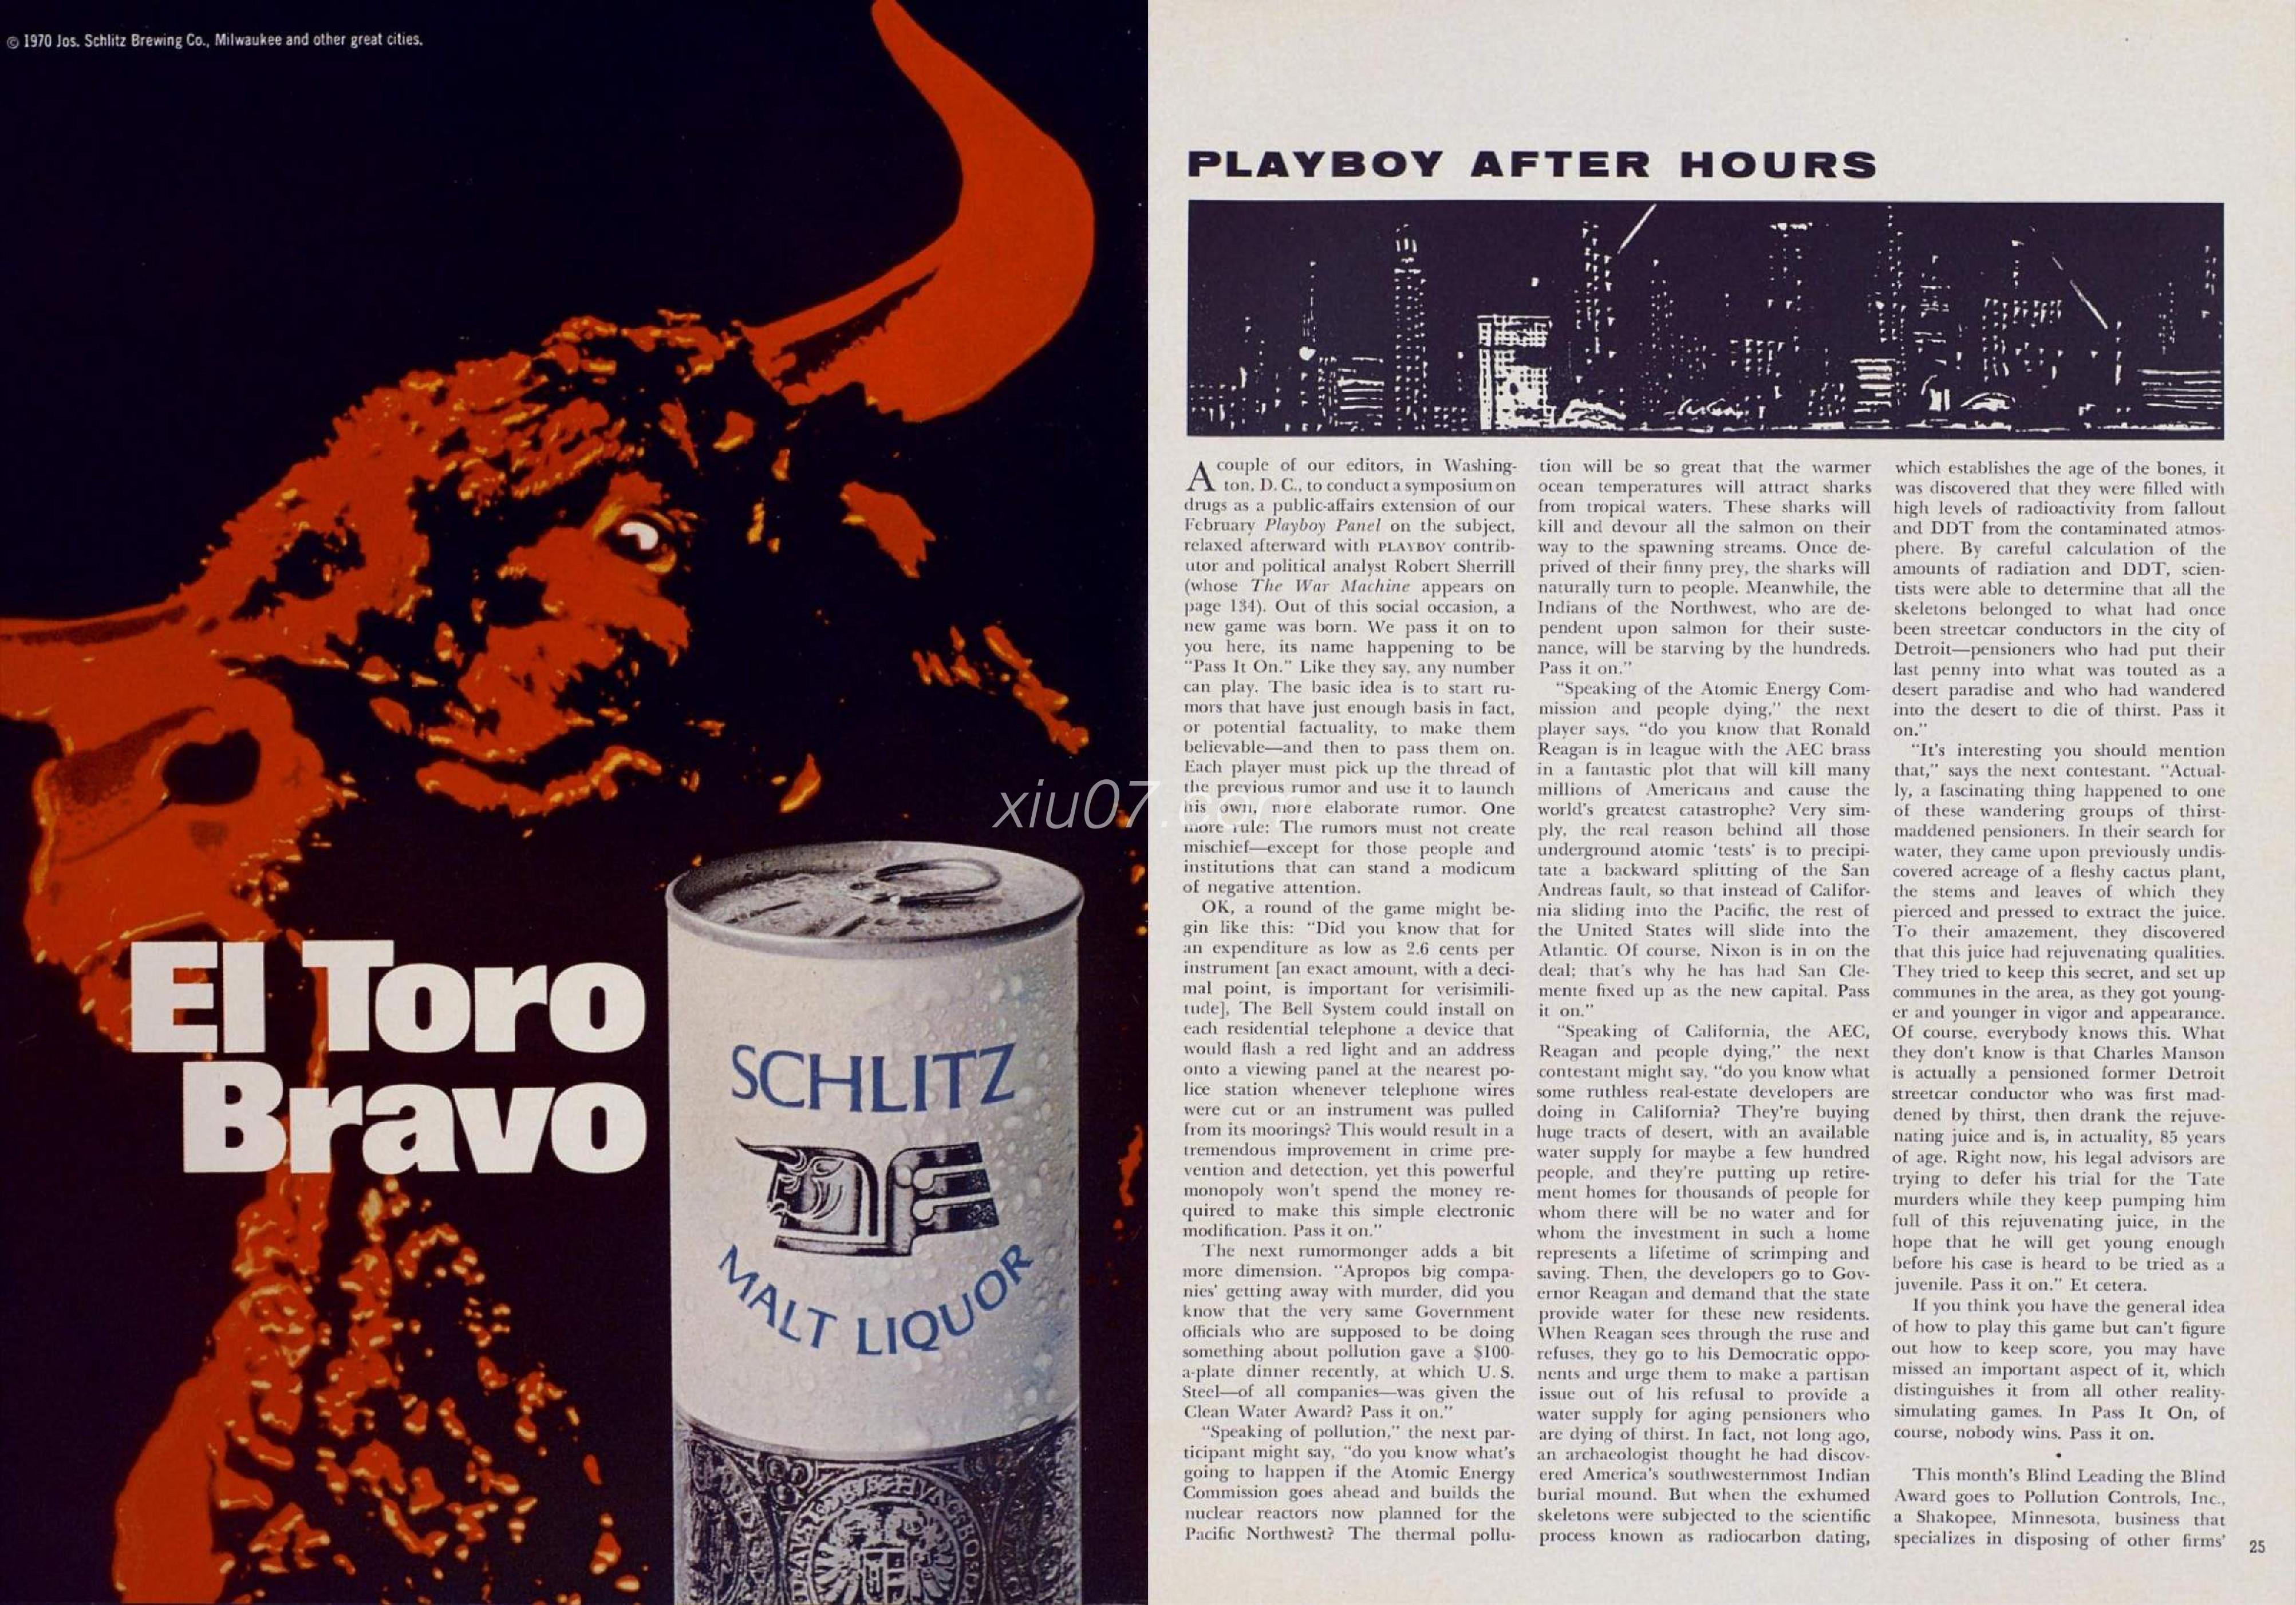 © 1970 Jos. Schlitz Brewing Co., Milwaukee and other great cities.
El Toro
Bravo
SCHLITZ
MALT LIQUOR
xiu07.com
PLAYBOY AFTER HOURS
A couple of our editors, in Washing-
ton, D. C., to conduct a symposium on
drugs as a public-affairs extension of our
February Playboy Panel on the subject,
relaxed afterward with PLAYBOY contrib-
utor and political analyst Robert Sherrill
(whose The War Machine appears on
page 134). Out of this social occasion, a
new game was born. We pass it on to
you here, its name happening to be
"Pass It On." Like they say, any number
can play. The basic idea is to start ru-
mors that have just enough basis in fact,
or potential factuality, to make them
believable—and then to pass them on.
Each player must pick up the thread of
the previous rumor and use it to launch
his own, more elaborate rumor. One
more rule: The rumors must not create
mischief—except for those people and
institutions that can stand a modicum
of negative attention.
OK, a round of the game might be-
gin like this: "Did you know that for
an expenditure as low as 2.6 cents per
instrument [an exact amount, with a deci-
mal point, is important for verisimili-
tude], The Bell System could install on
each residential telephone a device that
would flash a red light and an address
onto a viewing panel at the nearest po-
lice station whenever telephone wires
were cut or an instrument was pulled
from its moorings? This would result in a
tremendous improvement in crime pre-
vention and detection, yet this powerful
monopoly won't spend the money re-
quired to make this simple electronic
modification. Pass it on."
The next rumormonger adds a bit
more dimension. "Apropos big compa-
nies' getting away with murder, did you
know that the very same Government
officials who are supposed to be doing
something about pollution gave a $100-
a-plate dinner recently, at which U. S.
Steel—of all companies—was given the
Clean Water Award? Pass it on."
"Speaking of pollution," the next par-
ticipant might say, "do you know what's
going to happen if the Atomic Energy
Commission goes ahead and builds the
nuclear reactors now planned for the
Pacific Northwest? The thermal pollu-
tion will be so great that the warmer
ocean temperatures will attract sharks
from tropical waters. These sharks will
kill and devour all the salmon on their
way to the spawning streams. Once de-
prived of their finny prey, the sharks will
naturally turn to people. Meanwhile, the
Indians of the Northwest, who are de-
pendent upon salmon for their suste-
nance, will be starving by the hundreds.
Pass it on."
"Speaking of the Atomic Energy Com-
mission and people dying," the next
player says, "do you know that Ronald
Reagan is in league with the AEC brass
in a fantastic plot that will kill many
millions of Americans and cause the
world's greatest catastrophe? Very sim-
ply, the real reason behind all those
underground atomic 'tests' is to precipi-
tate a backward splitting of the San
Andreas fault, so that instead of Califor-
nia sliding into the Pacific, the rest of
the United States will slide into the
Atlantic. Of course, Nixon is in on the
deal; that's why he has had San Cle-
mente fixed up as the new capital. Pass
it on."
"Speaking of California, the AEC,
Reagan and people dying," the next
contestant might say, "do you know what
some ruthless real-estate developers are
doing in California? They're buying
huge tracts of desert, with an available
water supply for maybe a few hundred
people, and they're putting up retire-
ment homes for thousands of people for
whom there will be no water and for
whom the investment in such a home
represents a lifetime of scrimping and
saving. Then, the developers go to Gov-
ernor Reagan and demand that the state
provide water for these new residents.
When Reagan sees through the ruse and
refuses, they go to his Democratic oppo-
nents and urge them to make a partisan
issue out of his refusal to provide a
water supply for aging pensioners who
are dying of thirst. In fact, not long ago,
an archaeologist thought he had discov-
ered America's southwesternmost Indian
burial mound. But when the exhumed
skeletons were subjected to the scientific
process known as radiocarbon dating,
which establishes the age of the bones, it
was discovered that they were filled with
high levels of radioactivity from fallout
and DDT from the contaminated atmos-
phere. By careful calculation of the
amounts of radiation and DDT, scien-
tists were able to determine that all the
skeletons belonged to what had once
been streetcar conductors in the city of
Detroit—pensioners who had put their
last penny into what was touted as a
desert paradise and who had wandered
into the desert to die of thirst. Pass it
on."
"It's interesting you should mention
that," says the next contestant. "Actual-
ly, a fascinating thing happened to one
of these wandering groups of thirst-
maddened pensioners. In their search for
water, they came upon previously undis-
covered acreage of a fleshy cactus plant,
the stems and leaves of which they
pierced and pressed to extract the juice.
To their amazement, they discovered
that this juice had rejuvenating qualities.
They tried to keep this secret, and set up
communes in the area, as they got young-
er and younger in vigor and appearance.
Of course, everybody knows this. What
they don't know is that Charles Manson
is actually a pensioned former Detroit
streetcar conductor who was first mad-
dened by thirst, then drank the rejuve-
nating juice and is, in actuality, 85 years
of age. Right now, his legal advisors are
trying to defer his trial for the Tate
murders while they keep pumping him
full of this rejuvenating juice, in the
hope that he will get young enough
before his case is heard to be tried as a
juvenile. Pass it on." Et cetera.
If you think you have the general idea
of how to play this game but can't figure
out how to keep score, you may have
missed an important aspect of it, which
distinguishes it from all other reality-
simulating games. In Pass It On, of
course, nobody wins. Pass it on.
•
This month's Blind Leading the Blind
Award goes to Pollution Controls, Inc.,
a Shakopee, Minnesota, business that
specializes in disposing of other firms'
25